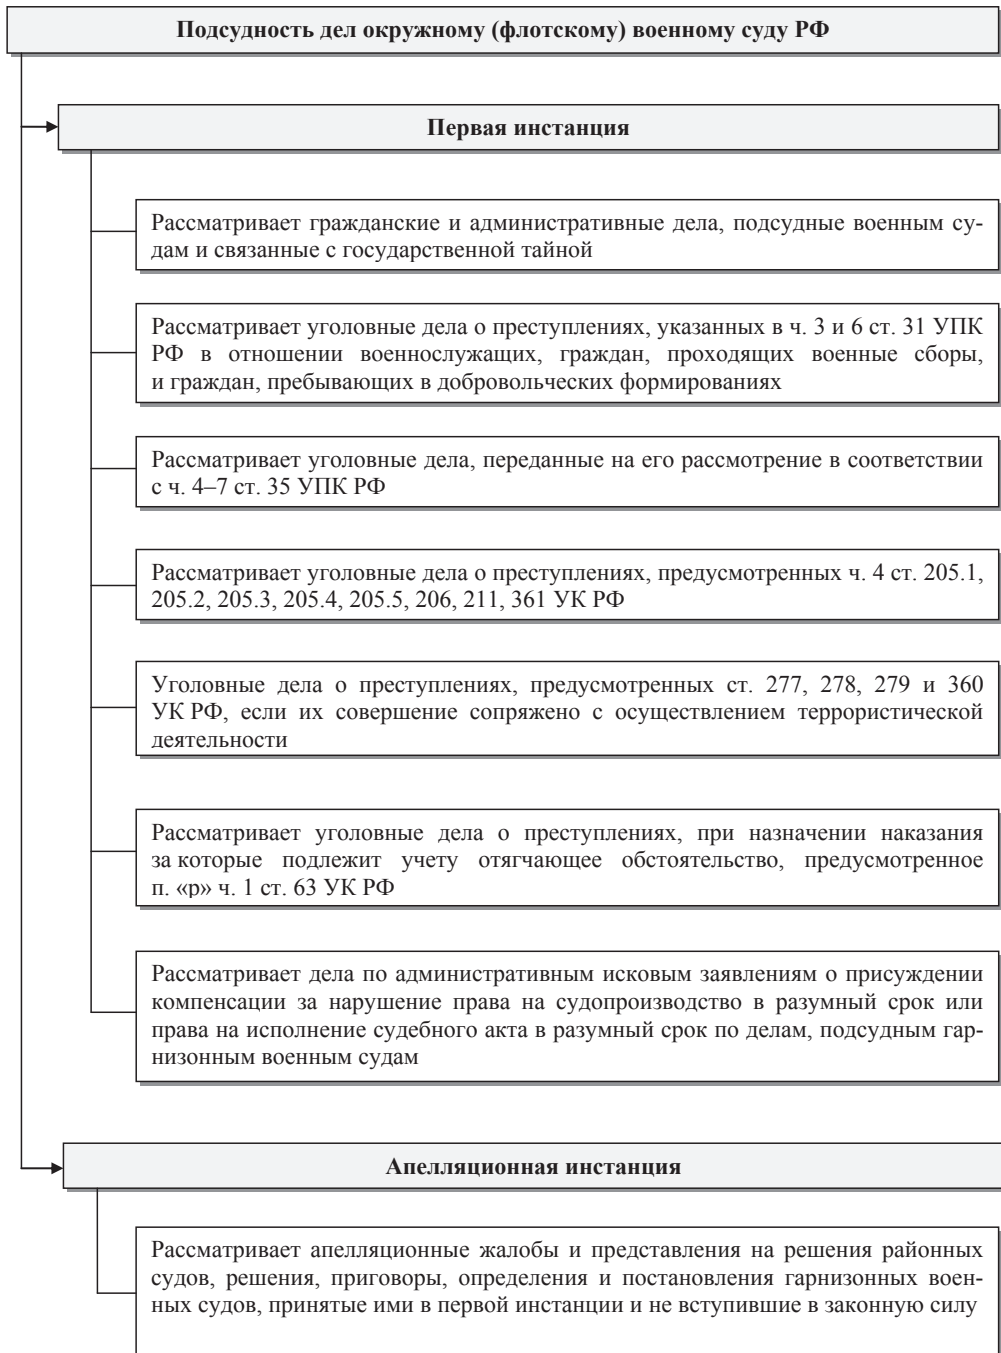 Подсудность дел окружному (флотскому) военному суду РФ
Первая инстанция
Рассматривает гражданские и административные дела, подсудные военным су-
дам и связанные с государственной тайной
Рассматривает уголовные дела о преступлениях, указанных в ч. 3 и 6 ст. 31 УПК
РФ в отношении военнослужащих, граждан, проходящих военные сборы,
и граждан, пребывающих в добровольческих формированиях
Рассматривает уголовные дела, переданные на его рассмотрение в соответствии
с ч. 4–7 ст. 35 УПК РФ
Рассматривает уголовные дела о преступлениях, предусмотренных ч. 4 ст. 205.1,
205.2, 205.3, 205.4, 205.5, 206, 211, 361 УК РФ
Уголовные дела о преступлениях, предусмотренных ст. 277, 278, 279 и 360
УК РФ, если их совершение сопряжено с осуществлением террористической
деятельности
Рассматривает уголовные дела о преступлениях, при назначении наказания
за которые подлежит учету отягчающее обстоятельство, предусмотренное
п. «р» ч. 1 ст. 63 УК РФ
Рассматривает дела по административным исковым заявлениям о присуждении
компенсации за нарушение права на судопроизводство в разумный срок или
права на исполнение судебного акта в разумный срок по делам, подсудным гар-
низонным военным судам
Апелляционная инстанция
Рассматривает апелляционные жалобы и представления на решения районных
судов, решения, приговоры, определения и постановления гарнизонных воен-
ных судов, принятые ими в первой инстанции и не вступившие в законную силу